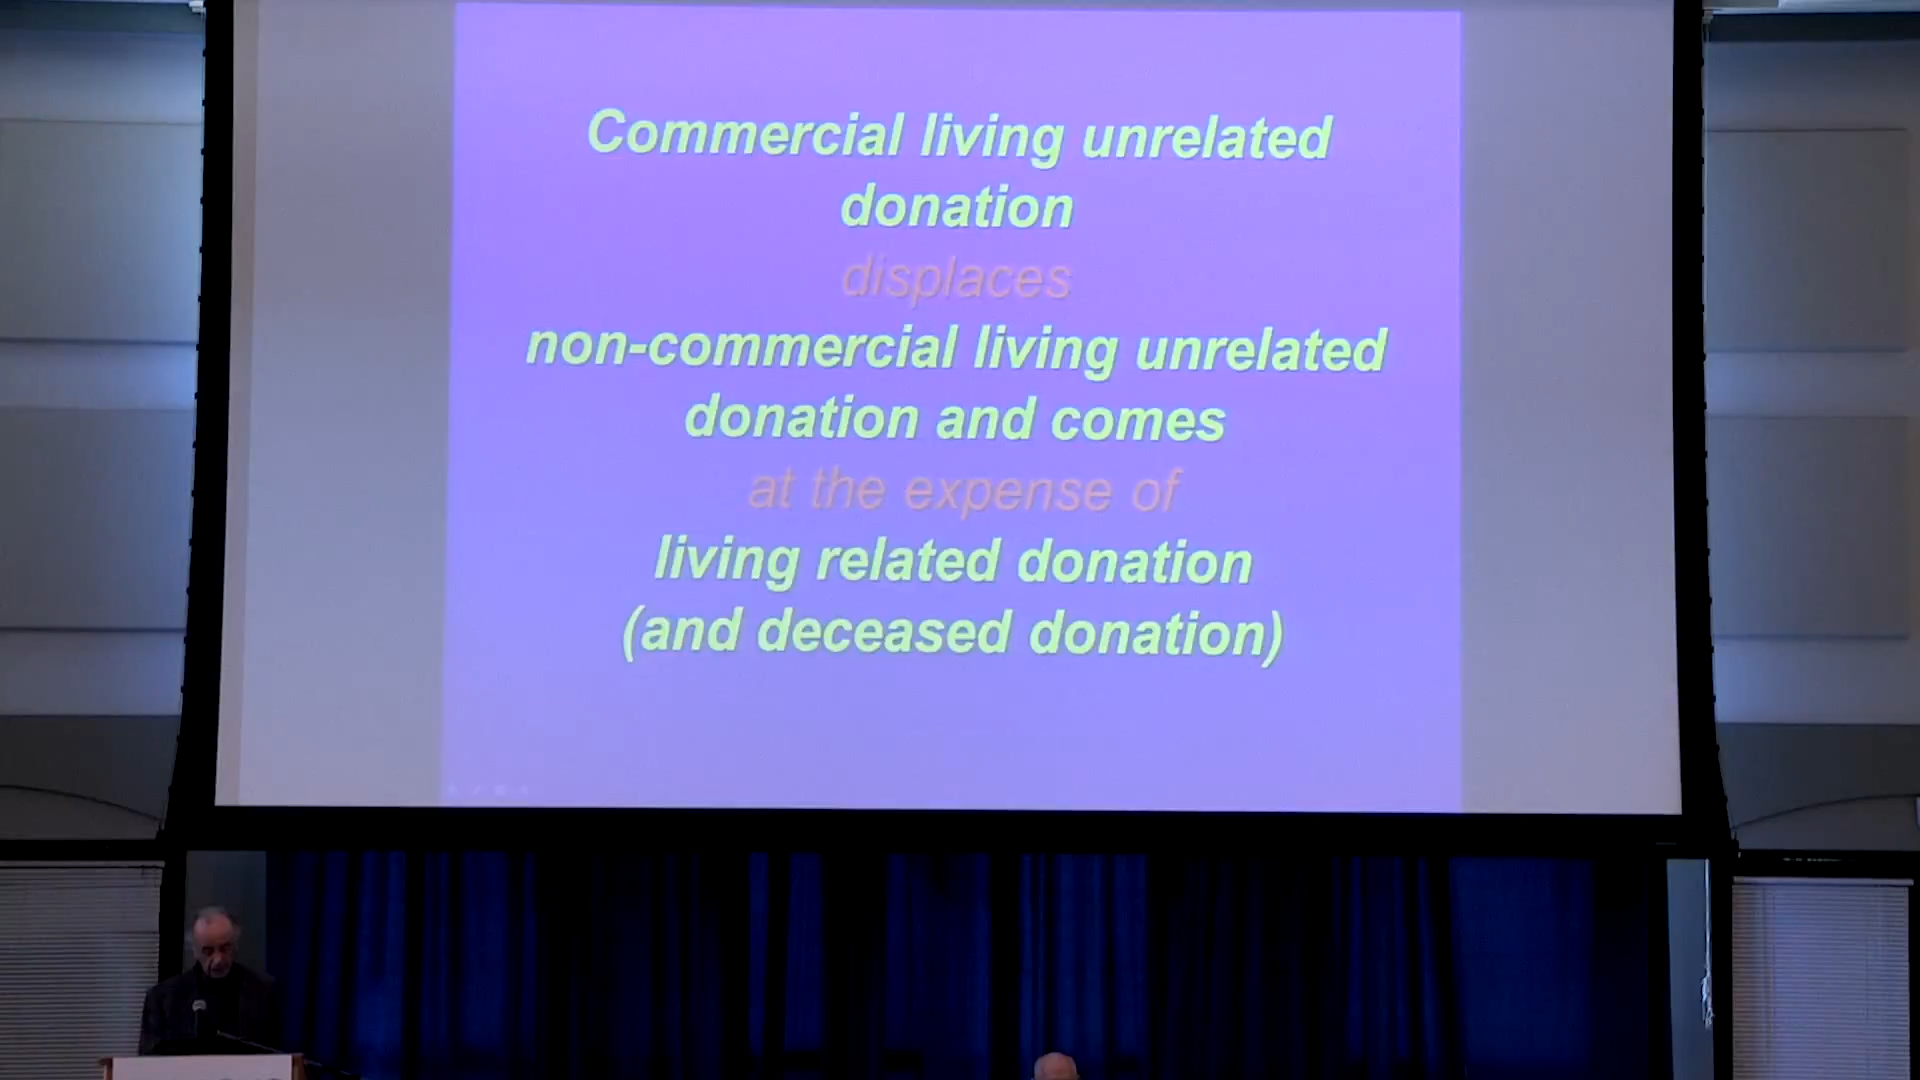 Commercial living unrelated
donation
displaces
non-commercial living unrelated
donation and comes
at the expense of
living related donation
(and deceased donation)